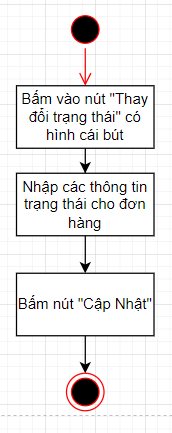 Bấm vào nút "Thay
đổi trạng thái" có
hình cái bút
Nhập các thông tin
trạng thái cho đơn
hàng
Bấm nút "Cập Nhật"